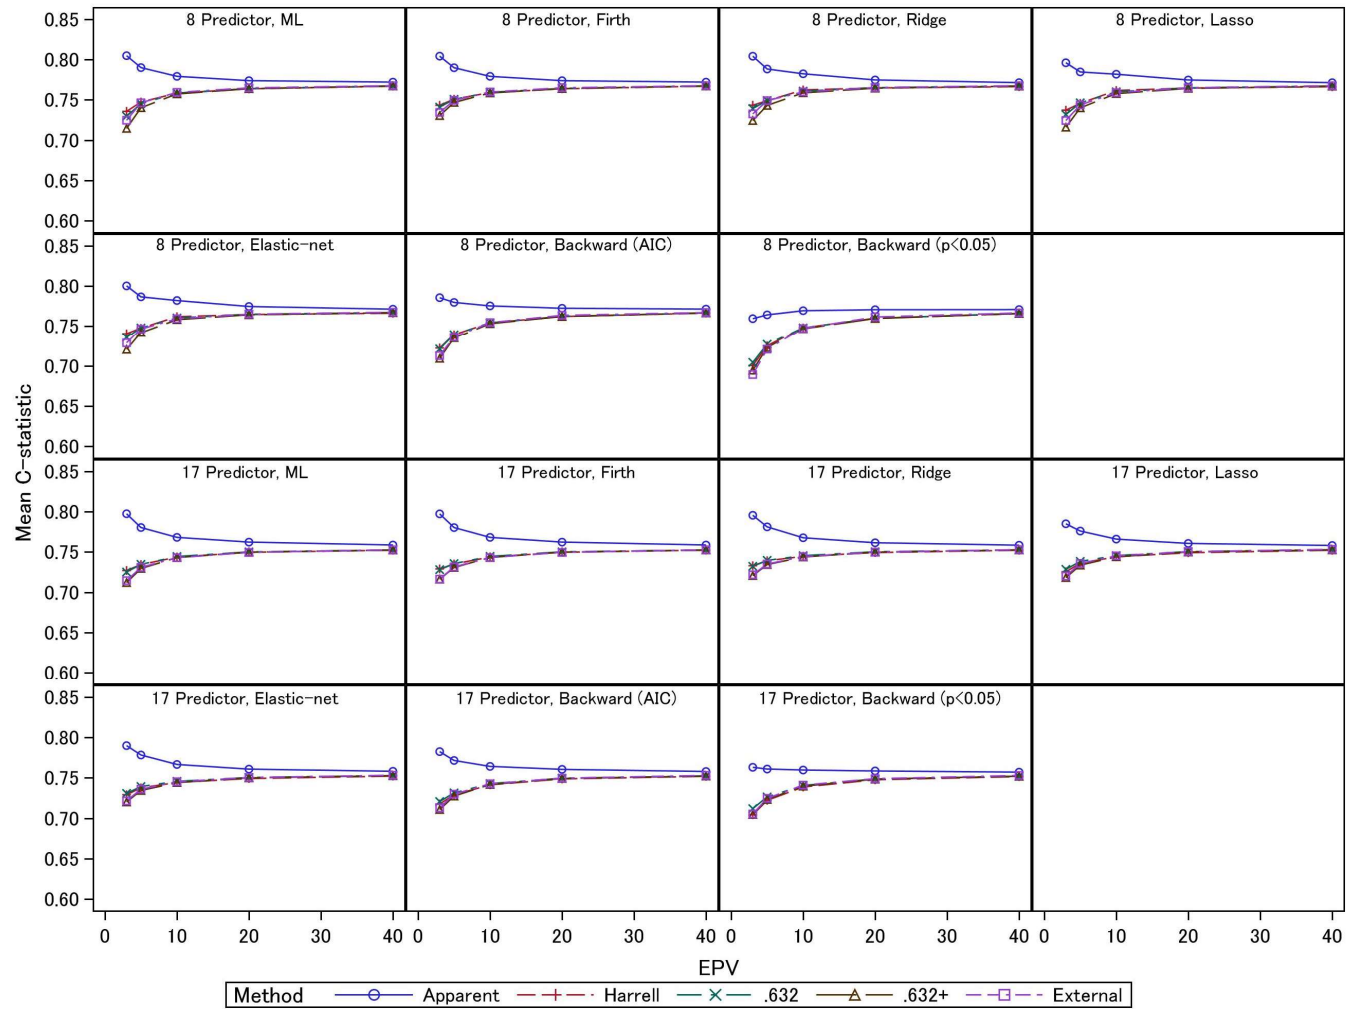 8 Predictor, ML
8 Predictor, Firth
8 Predictor, Ridge
8 Predictor, Lasso
0.85
0.80
0.75
0.70
0.65
0.60
8 Predictor, Elastic-net
8 Predictor, Backward (AIC)
8 Predictor, Backward (p<0.05)
0.85
0.80
0.75
0.70
0.65
0.60
Mean C-statistic
17 Predictor, ML
17 Predictor, Firth
17 Predictor, Ridge
17 Predictor, Lasso
0.85
0.80
0.75
0.70
0.65
0.60
17 Predictor, Elastic-net
17 Predictor, Backward (AIC)
17 Predictor, Backward (p<0.05)
0.85
0.80
0.75
0.70
0.65
0.60
0 10 20 30 40 0 10 20 30 40 0 10 20 30 40 0 10 20 30 40
EPV
Method Apparent Harrell .632 .632+ External